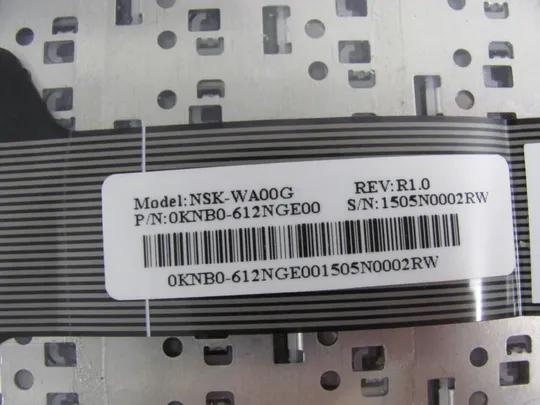 Model:NSK-WA00G REV:R1.0
P/N:0KNB0-612NGE00 S/N:1505N0002RW
0KNB0-612NGE001505N0002RW